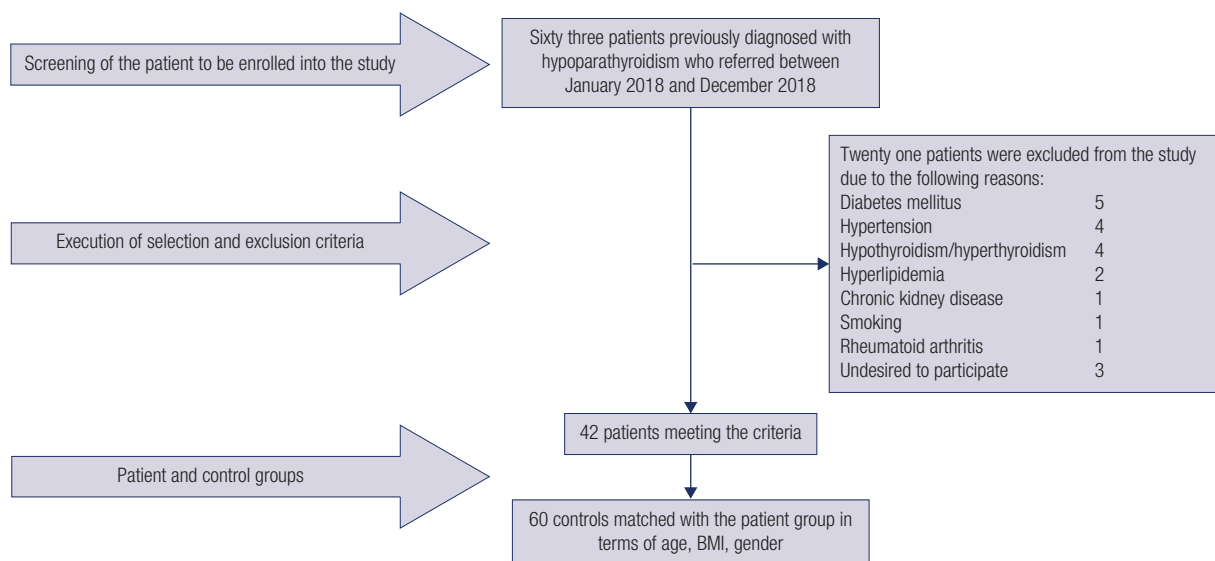 Screening of the patient to be enrolled into the study
Sixty three patients previously diagnosed with
hypoparathyroidism who referred between
January 2018 and December 2018
Twenty one patients were excluded from the study
due to the following reasons:
Diabetes mellitus 5
Hypertension 4
Hypothyroidism/hyperthyroidism 4
Hyperlipidemia 2
Chronic kidney disease 1
Smoking 1
Rheumatoid arthritis 1
Undesired to participate 3
Execution of selection and exclusion criteria
42 patients meeting the criteria
Patient and control groups
60 controls matched with the patient group in
terms of age, BMI, gender